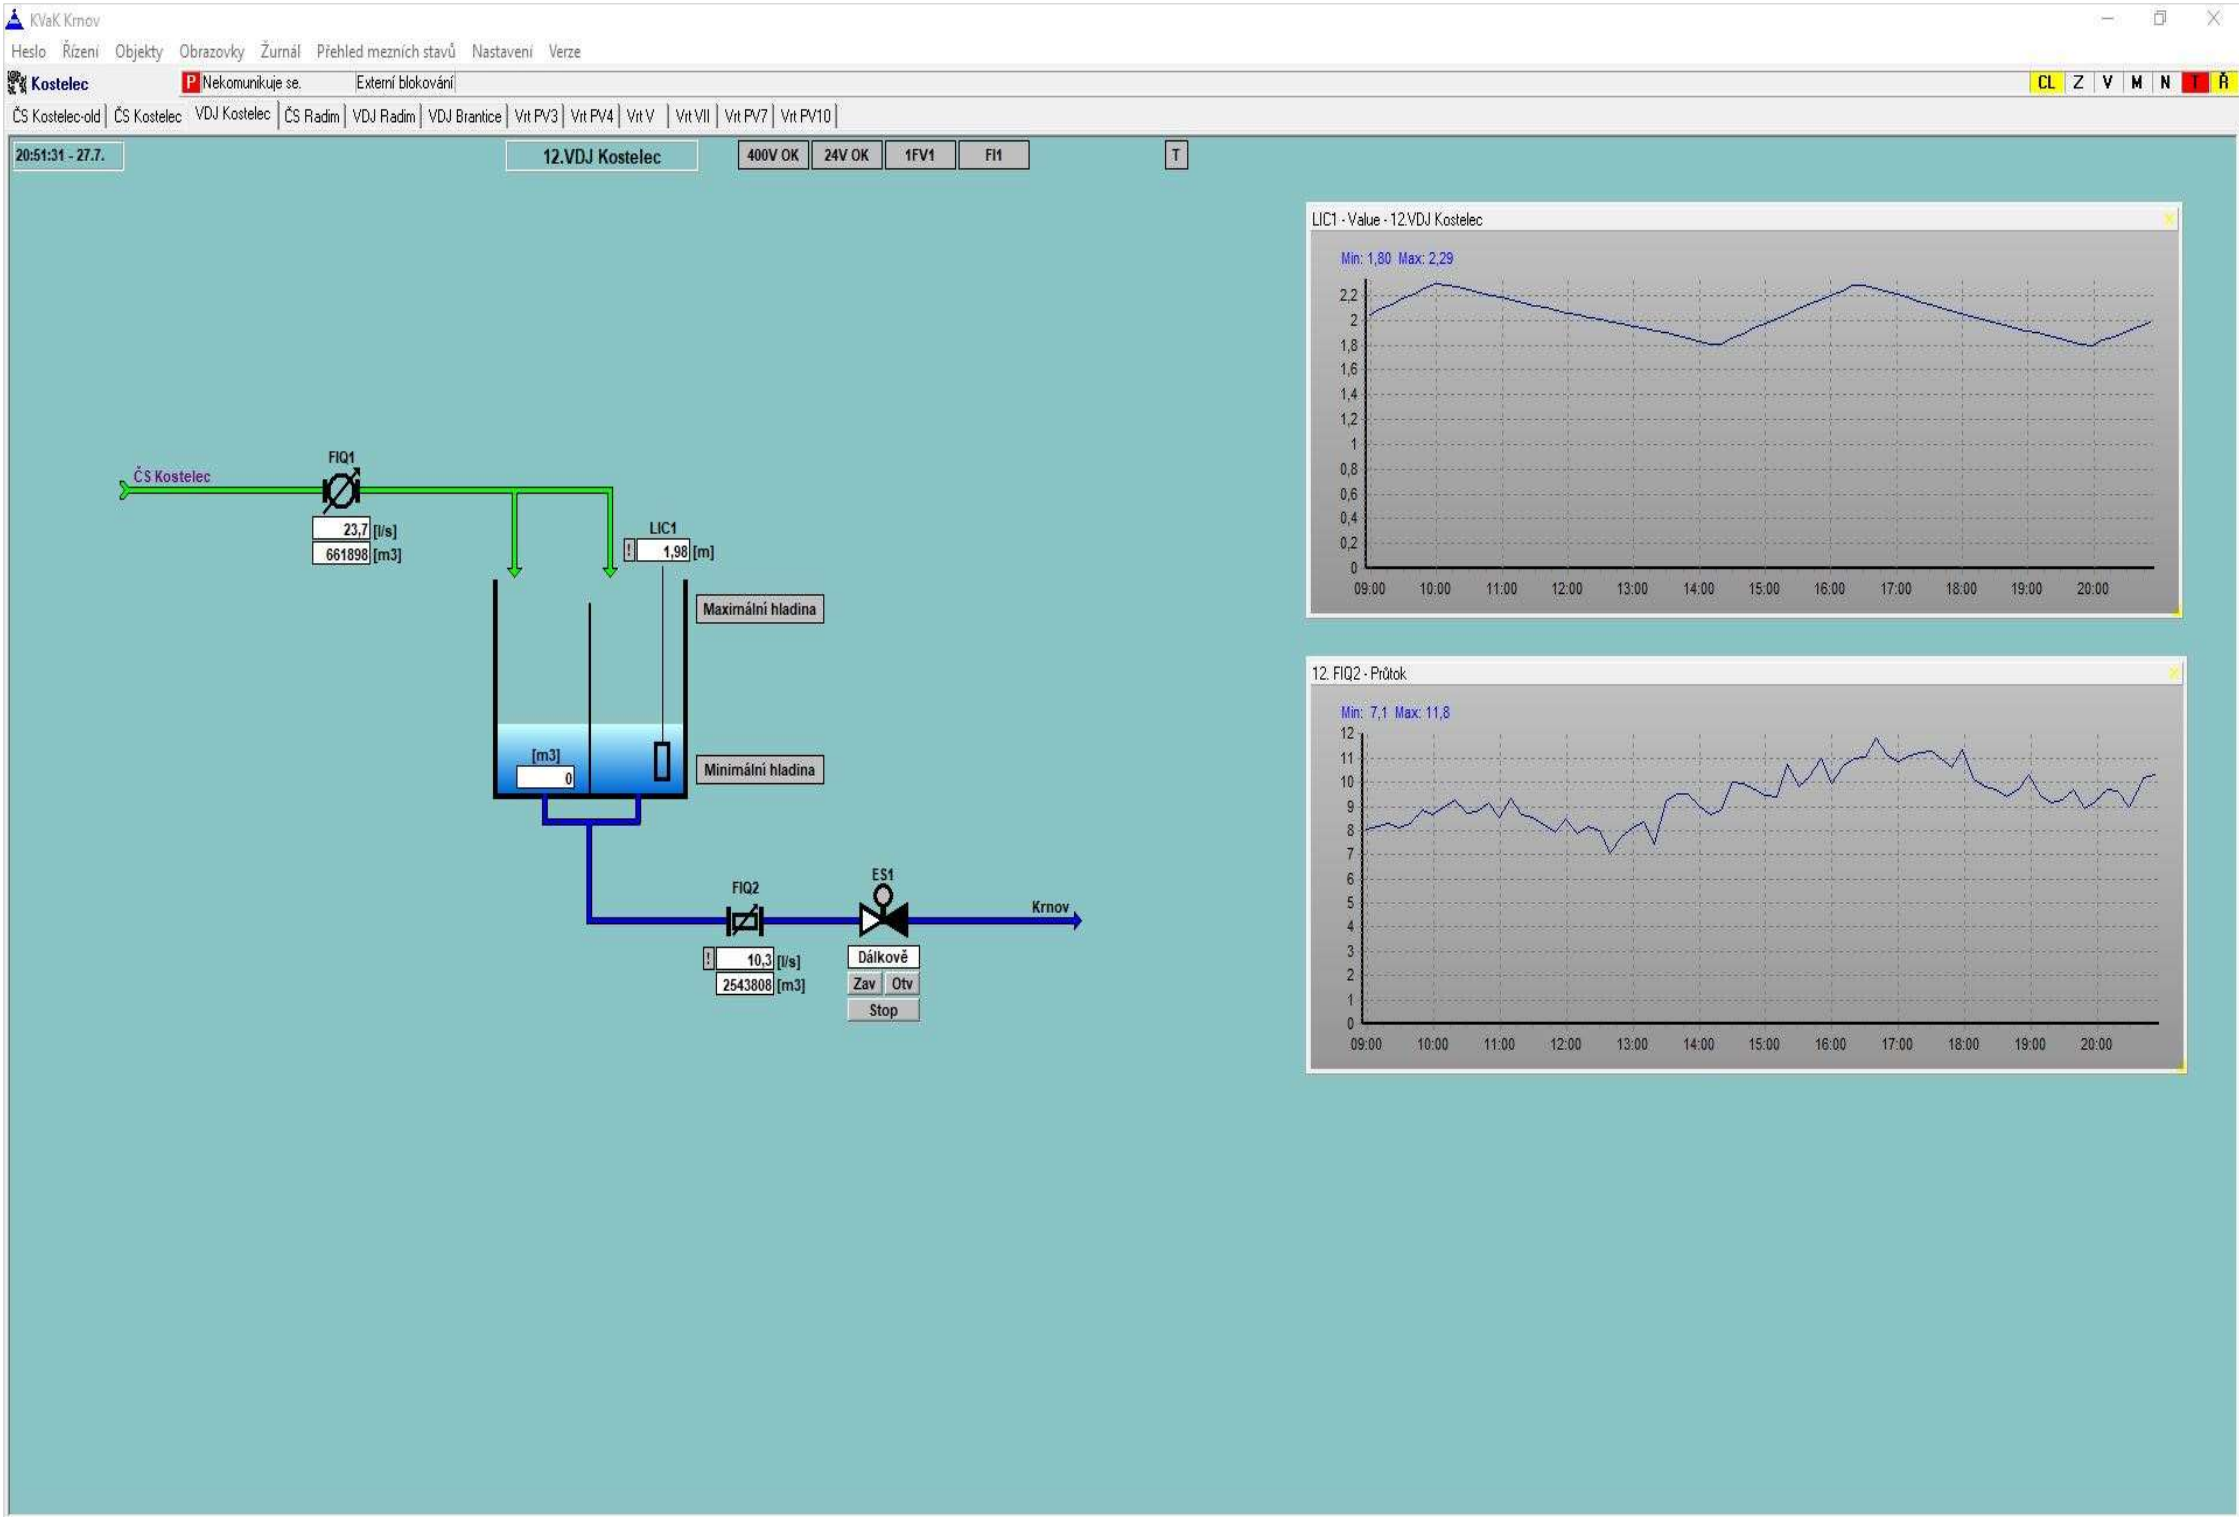 KVaK Krnov
Heslo Řízení Objekty Obrazovky Žurnál Přehled mezních stavů Nastavení Verze
Kostelec P Nekomunikuje se. Externí blokování CL Z V M N T Ř
ČS Kostelec-old ČS Kostelec VDJ Kostelec ČS Radim VDJ Radim VDJ Brantice Vrt PV3 Vrt PV4 Vrt V Vrt VII Vrt PV7 Vrt PV10
20:51:31 - 27.7. 12.VDJ Kostelec 400V OK 24V OK 1FV1 FI1 T
LIC1 - Value - 12.VDJ Kostelec
Min: 1,80 Max: 2,29
2,2
2
1,8
1,6
1,4
1,2
1
0,8
0,6
0,4
0,2
0
09:00 10:00 11:00 12:00 13:00 14:00 15:00 16:00 17:00 18:00 19:00 20:00
FIQ1
ČS Kostelec
23,7 [l/s]
661898 [m3]
LIC1
! 1,98 [m]
Maximální hladina
[m3]
0
Minimální hladina
FIQ2
! 10,3 [l/s]
2543808 [m3]
ES1
Dálkově
Zav Otv
Stop
Krnov
12. FIQ2 - Průtok
Min: 7,1 Max: 11,8
12
11
10
9
8
7
6
5
4
3
2
1
0
09:00 10:00 11:00 12:00 13:00 14:00 15:00 16:00 17:00 18:00 19:00 20:00